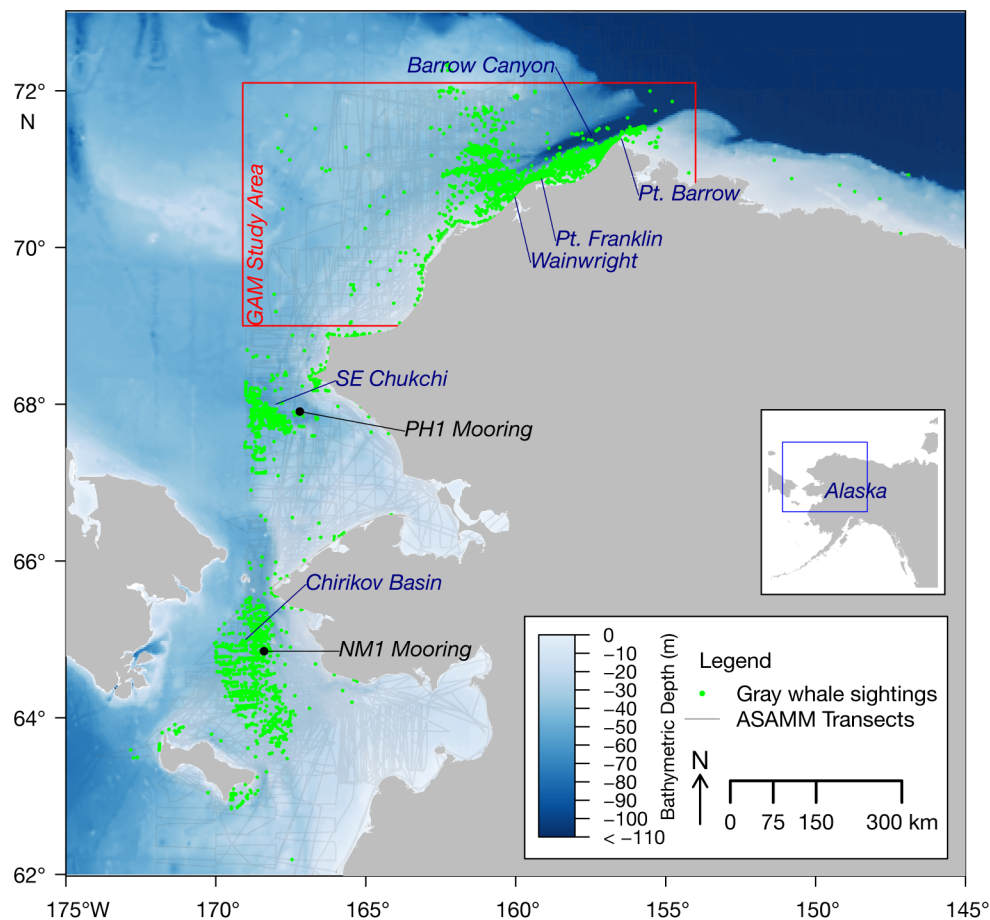 72°
N
70°
68°
66°
64°
62°
175°W
170°
165°
160°
155°
150°
145°
Barrow Canyon
Pt. Barrow
Pt. Franklin
Wainwright
GAM Study Area
SE Chukchi
PH1 Mooring
Chirikov Basin
NM1 Mooring
Alaska
0
−10
−20
−30
−40
−50
−60
−70
−80
−90
−100
< −110
Bathymetric Depth (m)
Legend
Gray whale sightings
ASAMM Transects
N
0 75 150 300 km